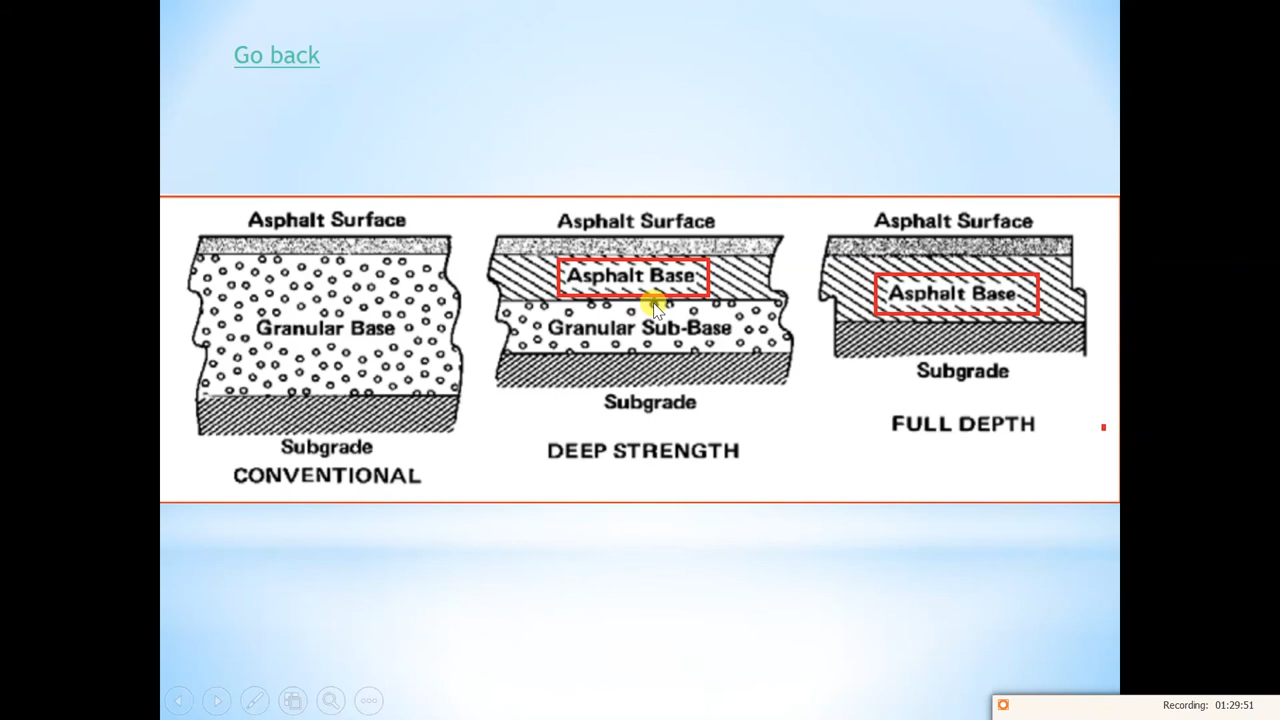 Go back
Asphalt Surface
Granular Base
Subgrade
CONVENTIONAL
Asphalt Surface
Asphalt Base
Granular Sub-Base
Subgrade
DEEP STRENGTH
Asphalt Surface
Asphalt Base
Subgrade
FULL DEPTH
Recording: 01:29:51